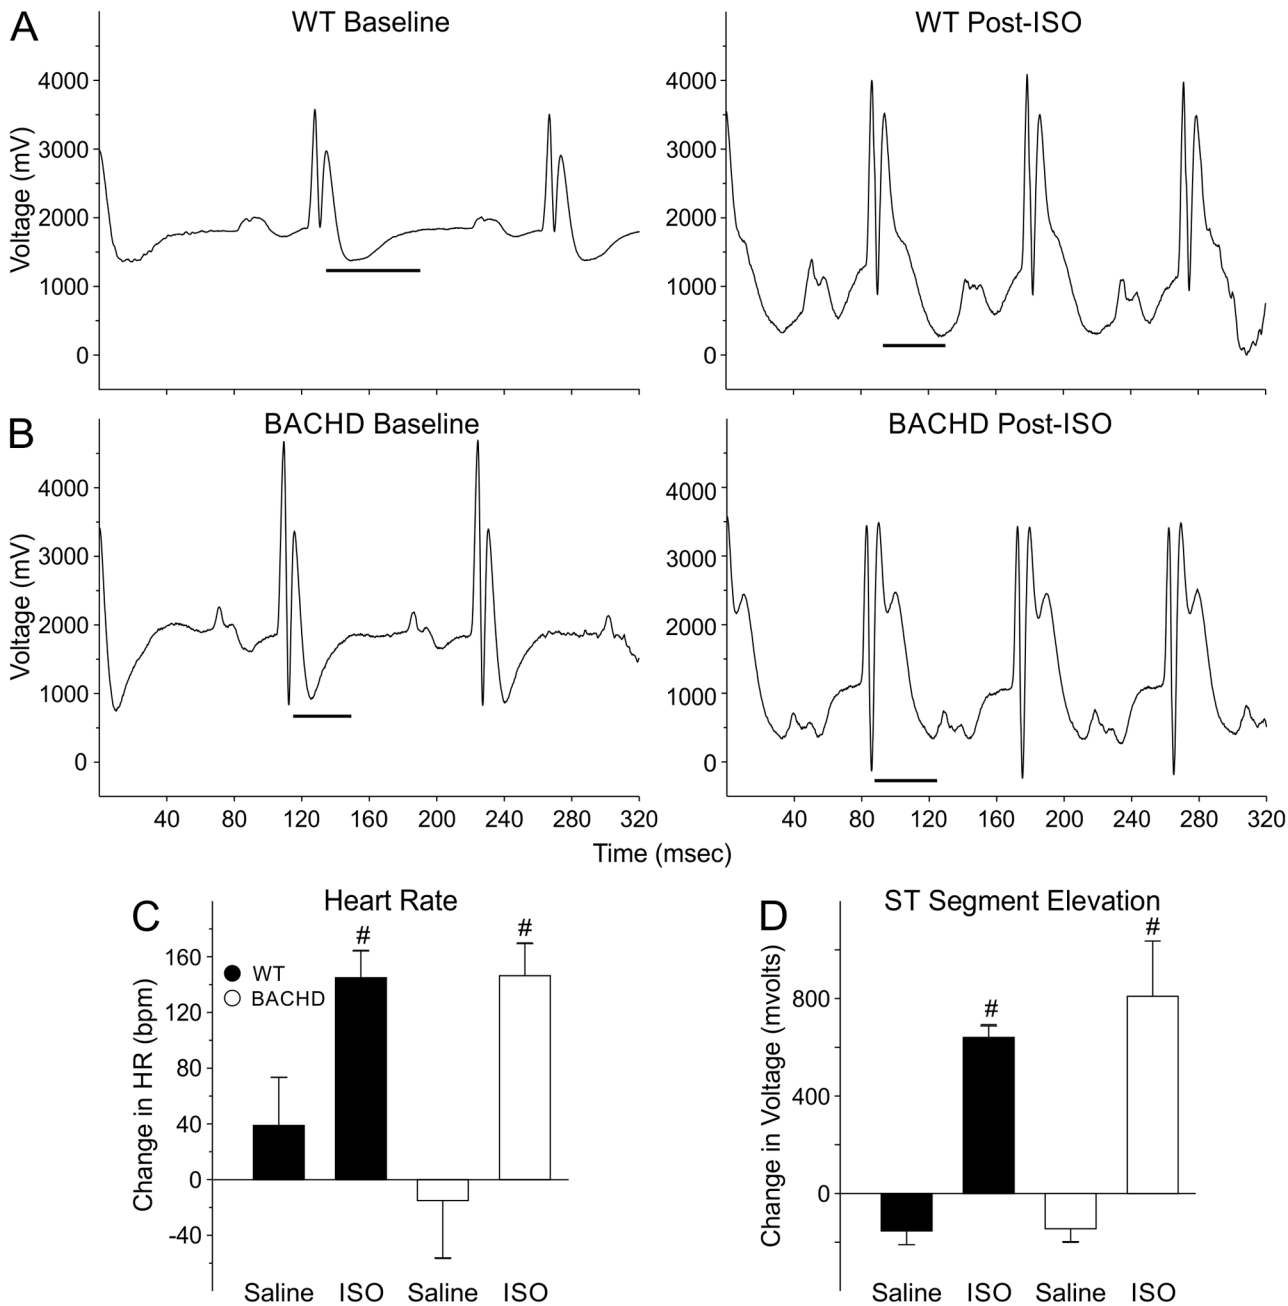 A
WT Baseline
WT Post-ISO
Voltage (mV)
4000
3000
2000
1000
0
4000
3000
2000
1000
0
B
BACHD Baseline
BACHD Post-ISO
Voltage (mV)
4000
3000
2000
1000
0
4000
3000
2000
1000
0
40 80 120 160 200 240 280 320
40 80 120 160 200 240 280 320
Time (msec)
C
Heart Rate
Change in HR (bpm)
160
120
80
40
0
-40
WT
BACHD
#
#
Saline ISO Saline ISO
D
ST Segment Elevation
Change in Voltage (mvolts)
800
400
0
#
#
Saline ISO Saline ISO